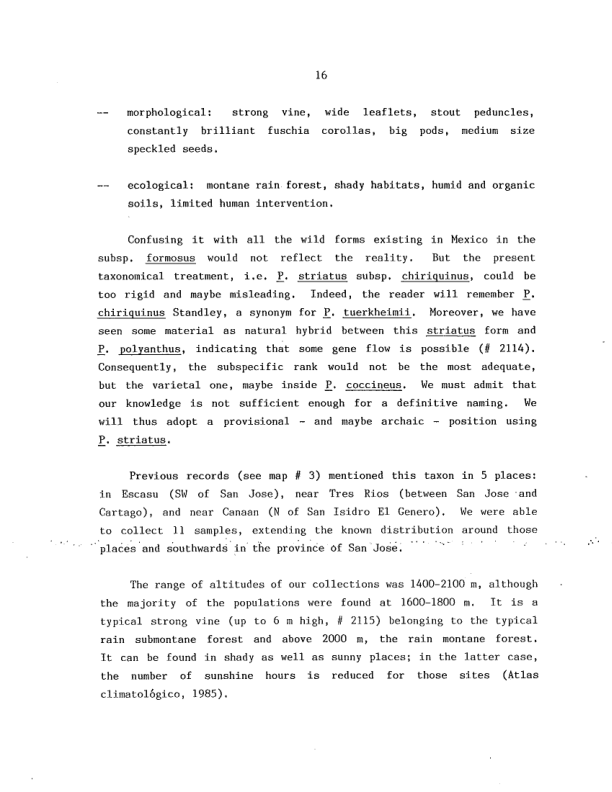 16
-- morphological: strong vine, wide leaflets, stout peduncles,
constantly brilliant fuschia corollas, big pods, medium size
speckled seeds.
-- ecological: montane rain forest, shady habitats, humid and organic
soils, limited human intervention.
Confusing it with all the wild forms existing in Mexico in the
subsp. formosus would not reflect the reality. But the present
taxonomical treatment, i.e. P. striatus subsp. chiriquinus, could be
too rigid and maybe misleading. Indeed, the reader will remember P.
chiriquinus Standley, a synonym for P. tuerkheimii. Moreover, we have
seen some material as natural hybrid between this striatus form and
P. polyanthus, indicating that some gene flow is possible (# 2114).
Consequently, the subspecific rank would not be the most adequate,
but the varietal one, maybe inside P. coccineus. We must admit that
our knowledge is not sufficient enough for a definitive naming. We
will thus adopt a provisional - and maybe archaic - position using
P. striatus.
Previous records (see map # 3) mentioned this taxon in 5 places:
in Escasu (SW of San Jose), near Tres Rios (between San Jose and
Cartago), and near Canaan (N of San Isidro El Genero). We were able
to collect 11 samples, extending the known distribution around those
places and southwards in the province of San Jose.
The range of altitudes of our collections was 1400-2100 m, although
the majority of the populations were found at 1600-1800 m. It is a
typical strong vine (up to 6 m high, # 2115) belonging to the typical
rain submontane forest and above 2000 m, the rain montane forest.
It can be found in shady as well as sunny places; in the latter case,
the number of sunshine hours is reduced for those sites (Atlas
climatológico, 1985).